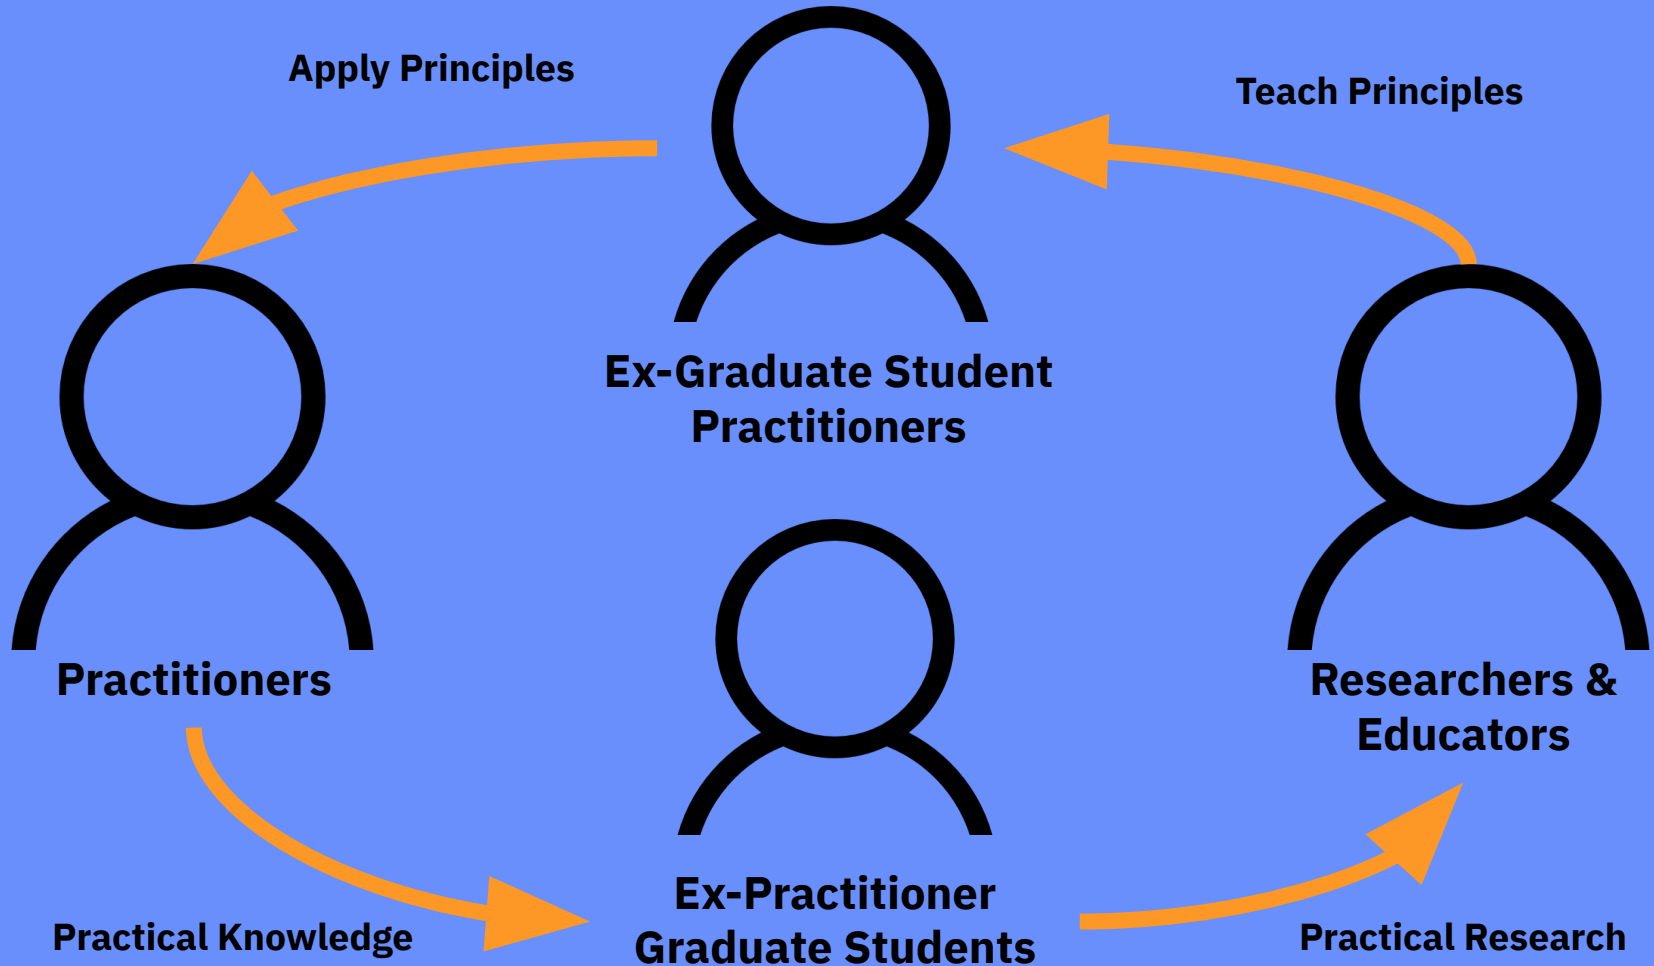 Apply Principles
Teach Principles
Ex-Graduate Student
Practitioners
Practitioners
Researchers &
Educators
Ex-Practitioner
Graduate Students
Practical Knowledge
Practical Research